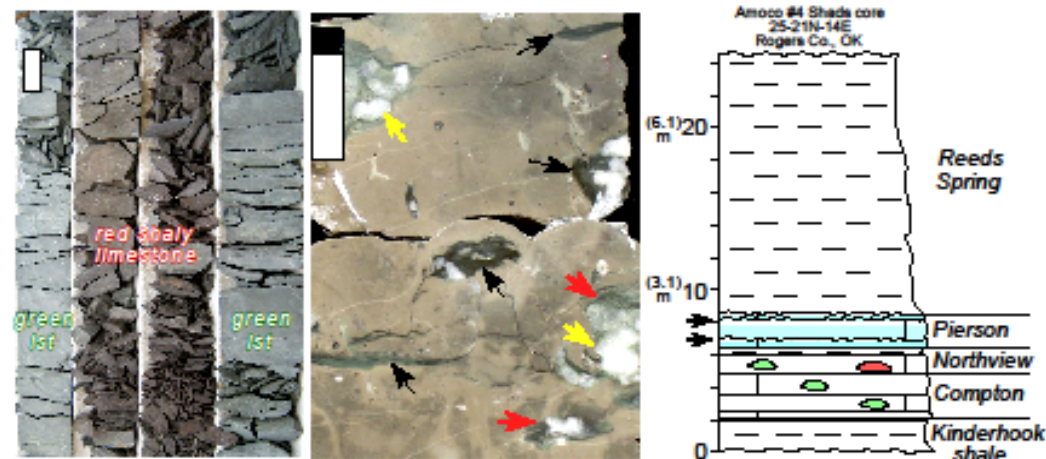 red shaly
limestone
green
lst
green
lst
Amoco #4 Shads core
25-21N-14E
Rogers Co., OK
(6.1)
m
20
Reeds
Spring
(3.1)
m
10
Pierson
Northview
Compton
Kinderhook
shale
0